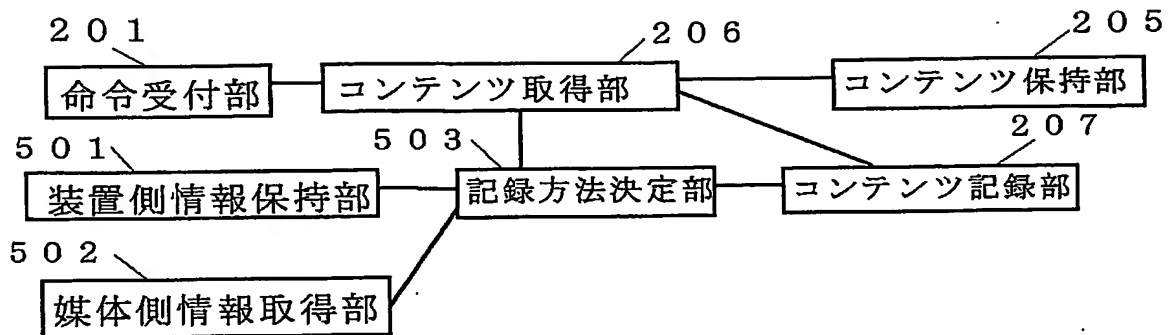 201
206
205
命令受付部
コンテンツ取得部
コンテンツ保持部
501
503
207
装置側情報保持部
記録方法決定部
コンテンツ記録部
502
媒体側情報取得部